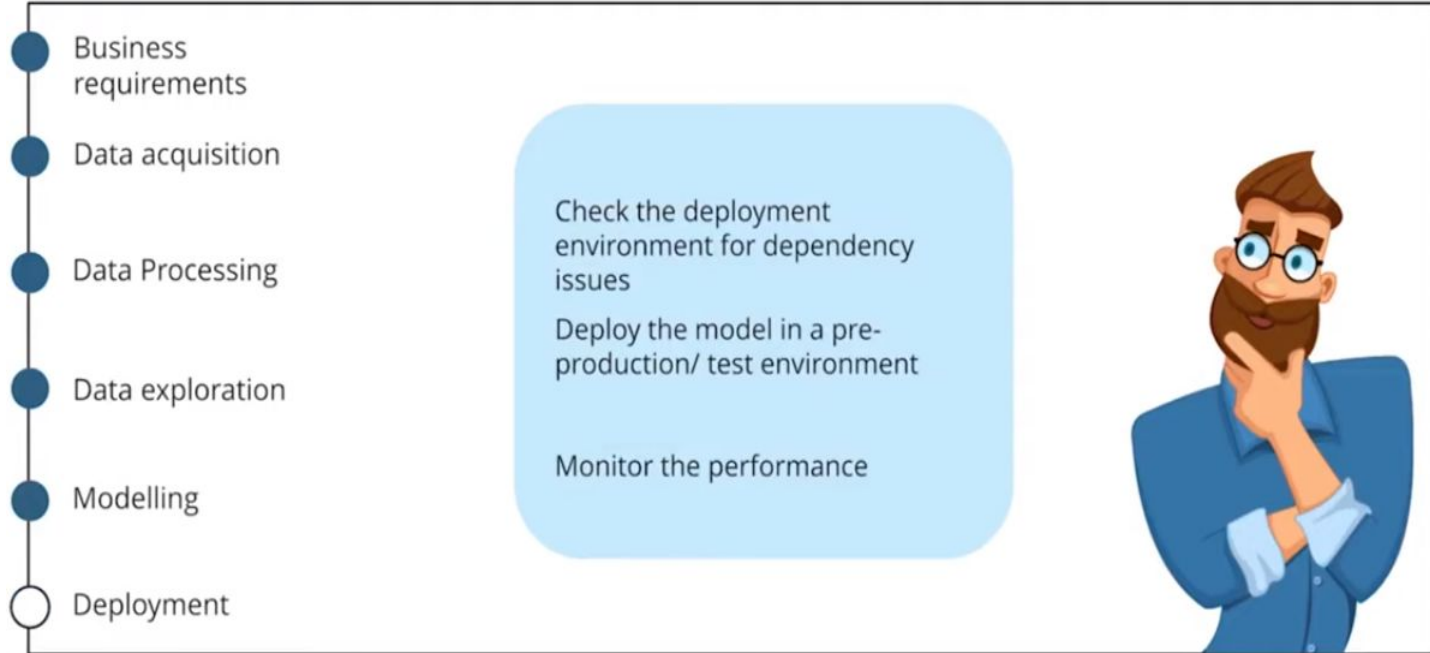 Business
requirements
Data acquisition
Data Processing
Data exploration
Modelling
Deployment
Check the deployment
environment for dependency
issues
Deploy the model in a pre-
production/ test environment
Monitor the performance